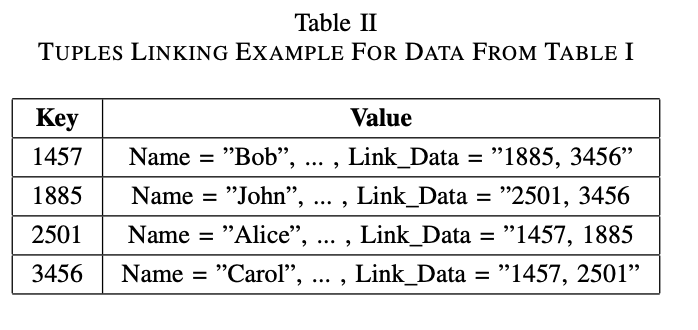 Table II
TUPLES LINKING EXAMPLE FOR DATA FROM TABLE I
Key Value
1457 Name = ”Bob”, ... , Link_Data = ”1885, 3456”
1885 Name = ”John”, ... , Link_Data = ”2501, 3456
2501 Name = ”Alice”, ... , Link_Data = ”1457, 1885
3456 Name = ”Carol”, ... , Link_Data = ”1457, 2501”